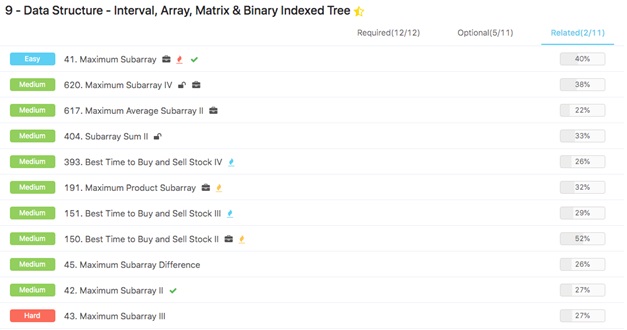 9 - Data Structure - Interval, Array, Matrix & Binary Indexed Tree
Required(12/12) Optional(5/11) Related(2/11)
Easy 41. Maximum Subarray 40%
Medium 620. Maximum Subarray IV 38%
Medium 617. Maximum Average Subarray II 22%
Medium 404. Subarray Sum II 33%
Medium 393. Best Time to Buy and Sell Stock IV 26%
Medium 191. Maximum Product Subarray 32%
Medium 151. Best Time to Buy and Sell Stock III 29%
Medium 150. Best Time to Buy and Sell Stock II 52%
Medium 45. Maximum Subarray Difference 26%
Medium 42. Maximum Subarray II 27%
Hard 43. Maximum Subarray III 27%